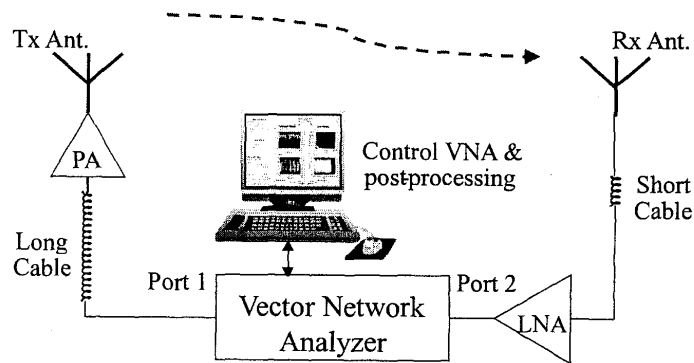 Tx Ant.
Rx Ant.
PA
Control VNA &
post-processing
Short
Cable
Long
Cable
Port 1
Port 2
Vector Network
Analyzer
LNA